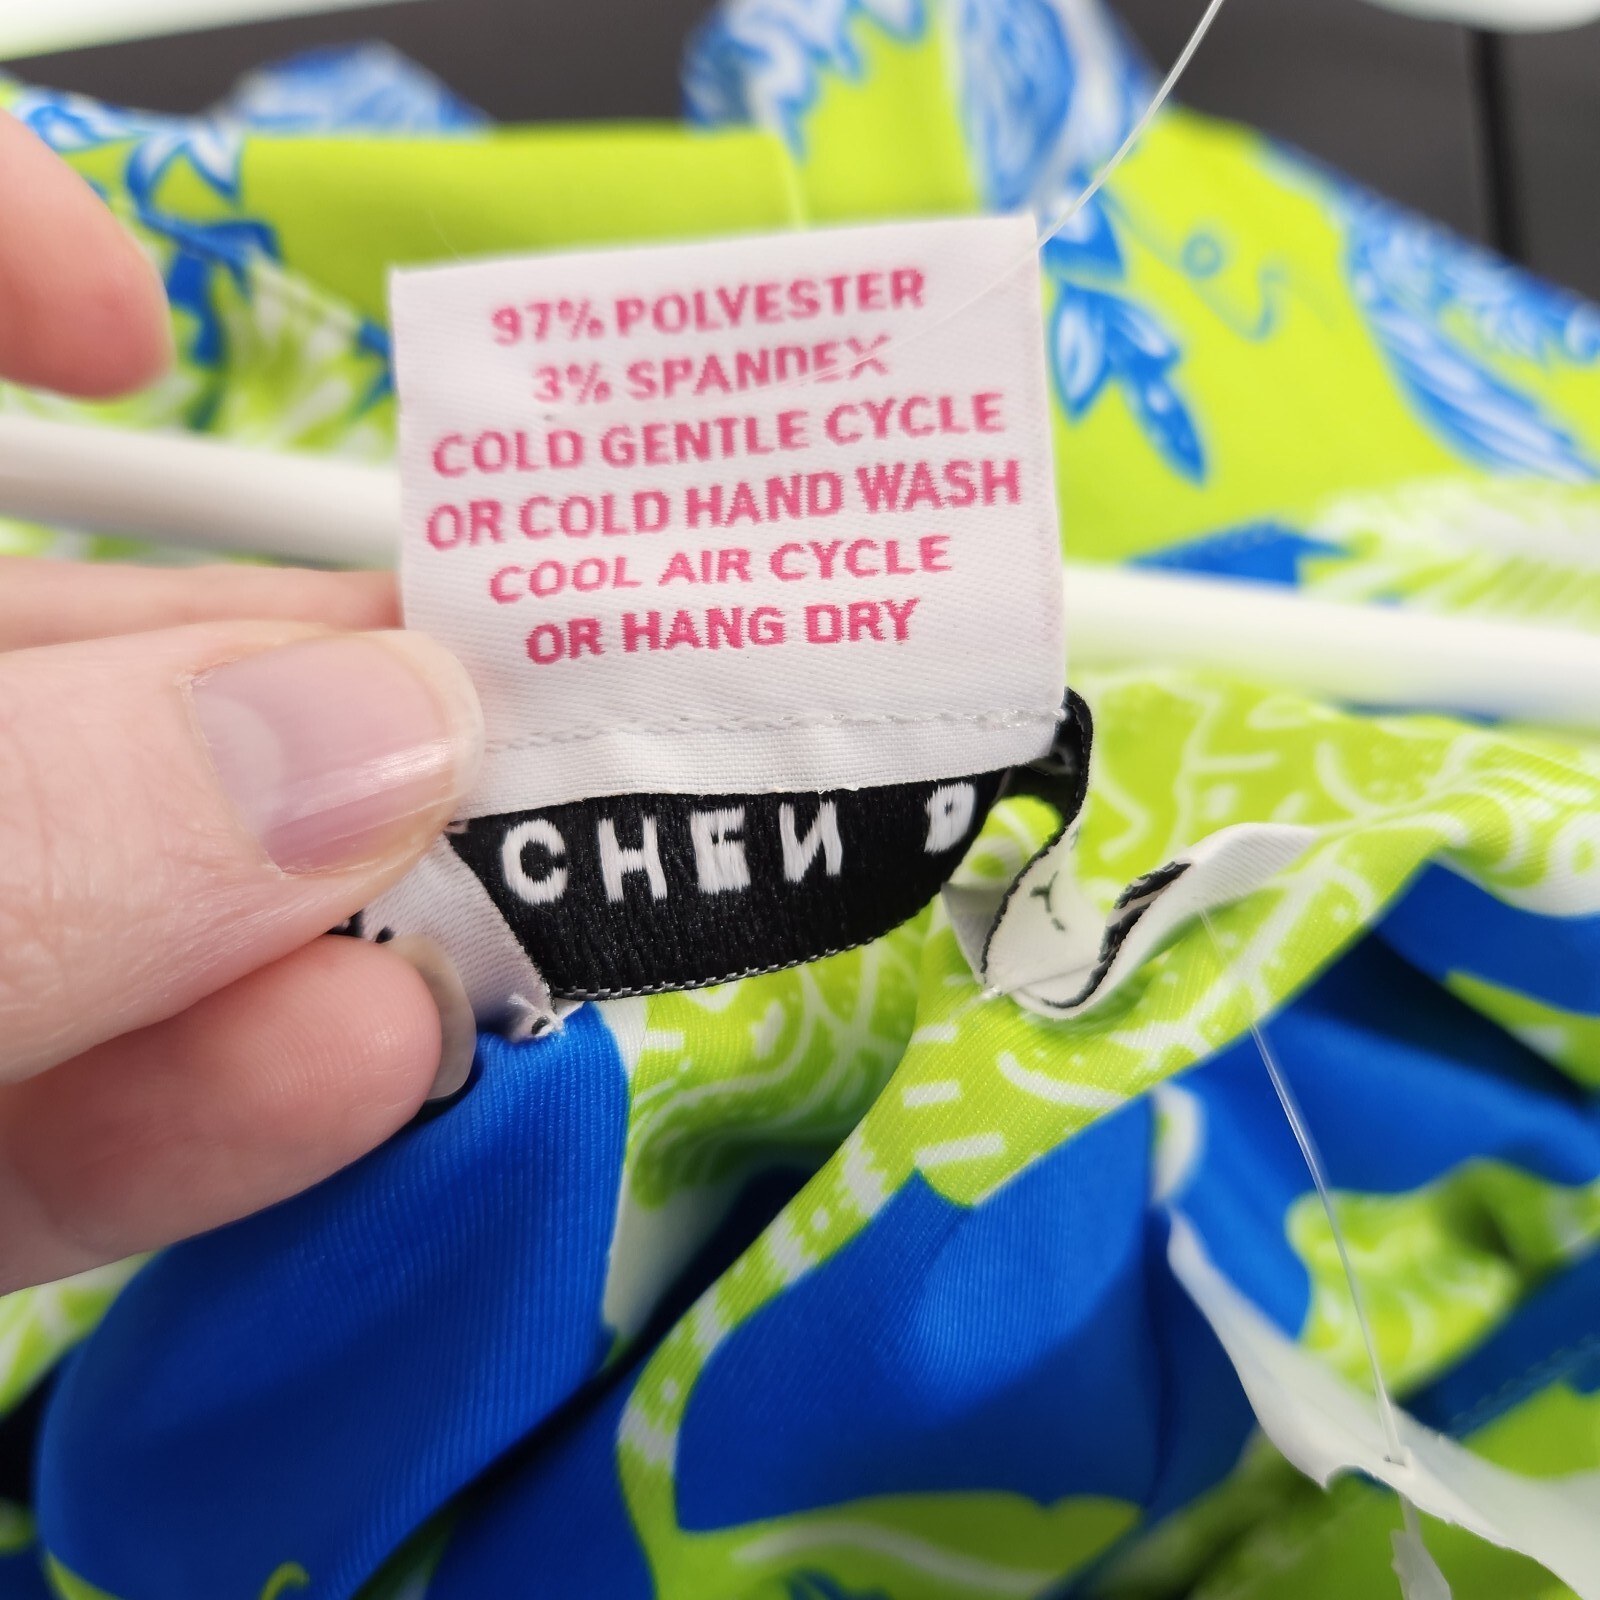 97% POLYESTER
3% SPANDEX
COLD GENTLE CYCLE
OR COLD HAND WASH
COOL AIR CYCLE
OR HANG DRY
CHEN B